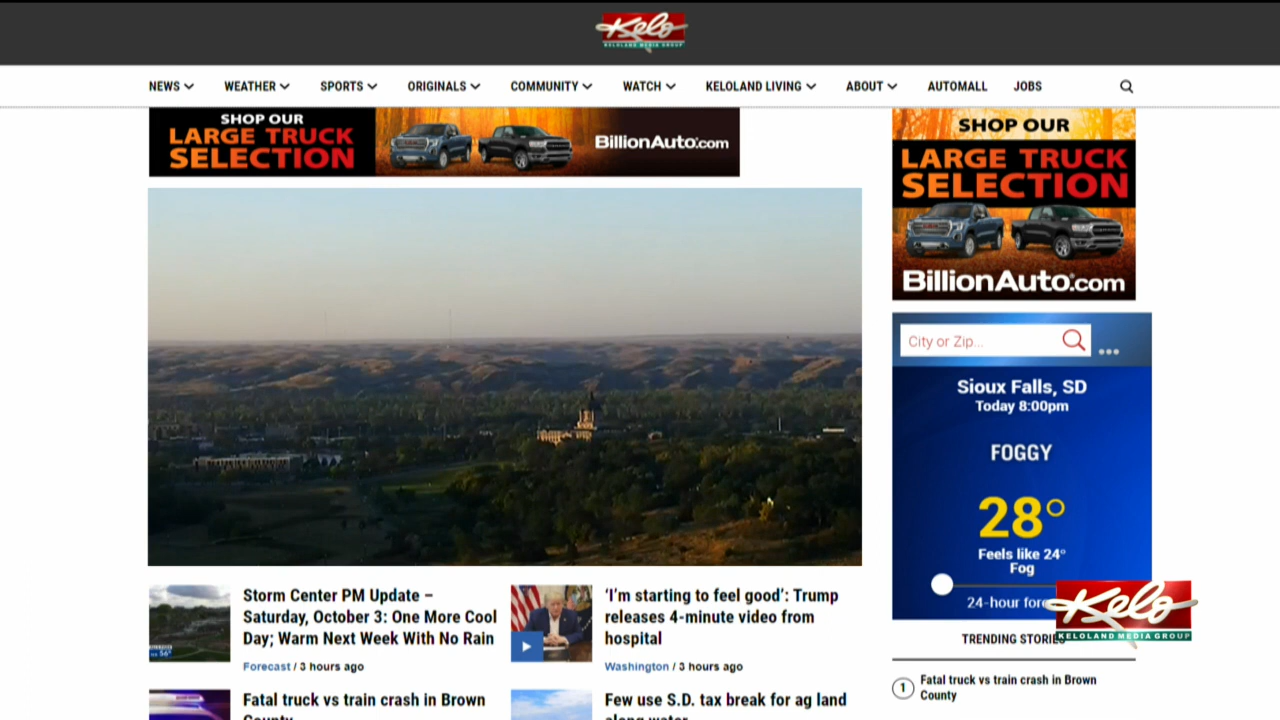 Kelo
KELOLAND MEDIA GROUP
NEWS
WEATHER
SPORTS
ORIGINALS
COMMUNITY
WATCH
KELOLAND LIVING
ABOUT
AUTOMALL
JOBS
SHOP OUR
LARGE TRUCK
SELECTION
BillionAuto.com
SHOP OUR
LARGE TRUCK
SELECTION
BillionAuto.com
City or Zip...
Sioux Falls, SD
Today 8:00pm
FOGGY
28°
Feels like 24°
Fog
24-hour fore
Kelo
KELOLAND MEDIA GROUP
Storm Center PM Update –
Saturday, October 3: One More Cool
Day; Warm Next Week With No Rain
Forecast / 3 hours ago
‘I’m starting to feel good’: Trump
releases 4-minute video from
hospital
Washington / 3 hours ago
Fatal truck vs train crash in Brown
County
Few use S.D. tax break for ag land
along water
TRENDING STORIES
1
Fatal truck vs train crash in Brown
County